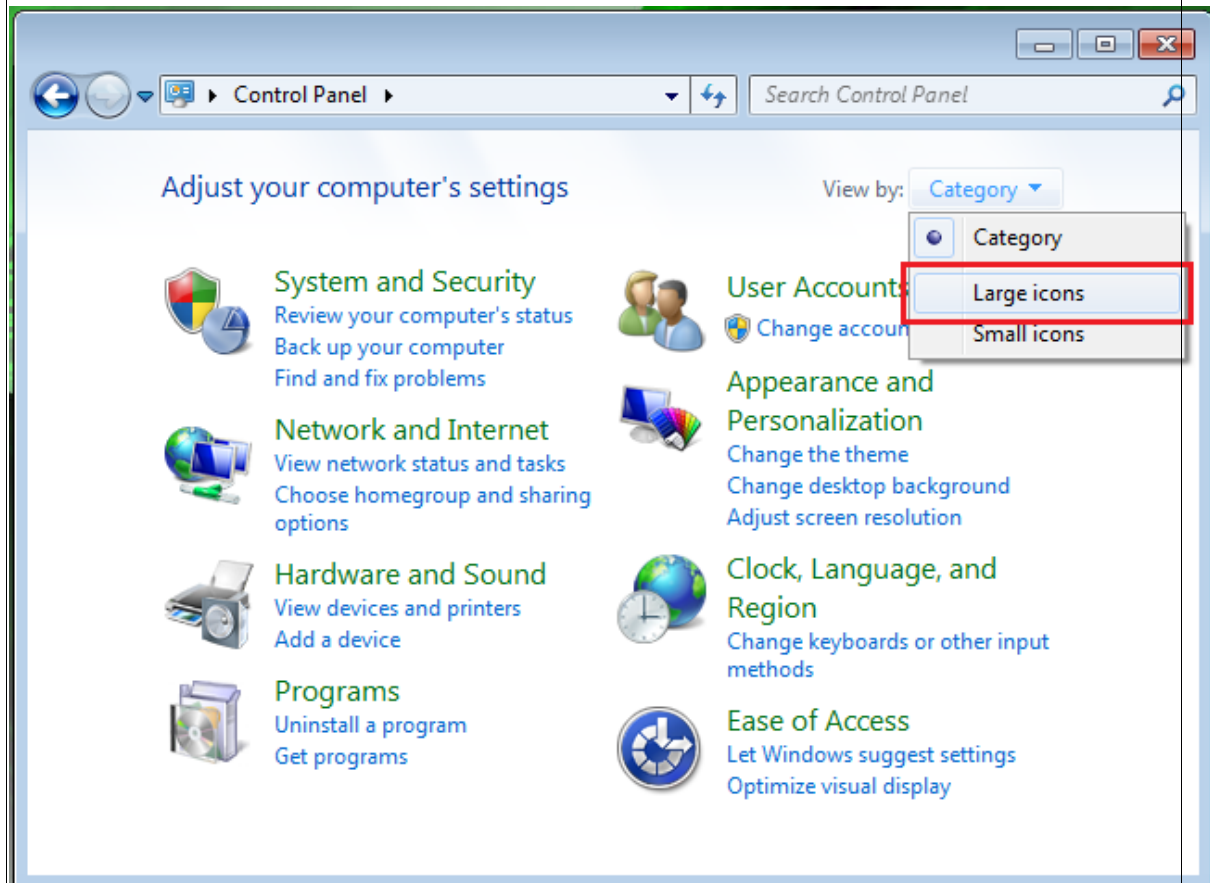 Control Panel
Search Control Panel
Adjust your computer's settings
View by: Category
Category
Large icons
Small icons
System and Security
Review your computer's status
Back up your computer
Find and fix problems
Network and Internet
View network status and tasks
Choose homegroup and sharing
options
Hardware and Sound
View devices and printers
Add a device
Programs
Uninstall a program
Get programs
User Accounts
Change accoun
Appearance and
Personalization
Change the theme
Change desktop background
Adjust screen resolution
Clock, Language, and
Region
Change keyboards or other input
methods
Ease of Access
Let Windows suggest settings
Optimize visual display